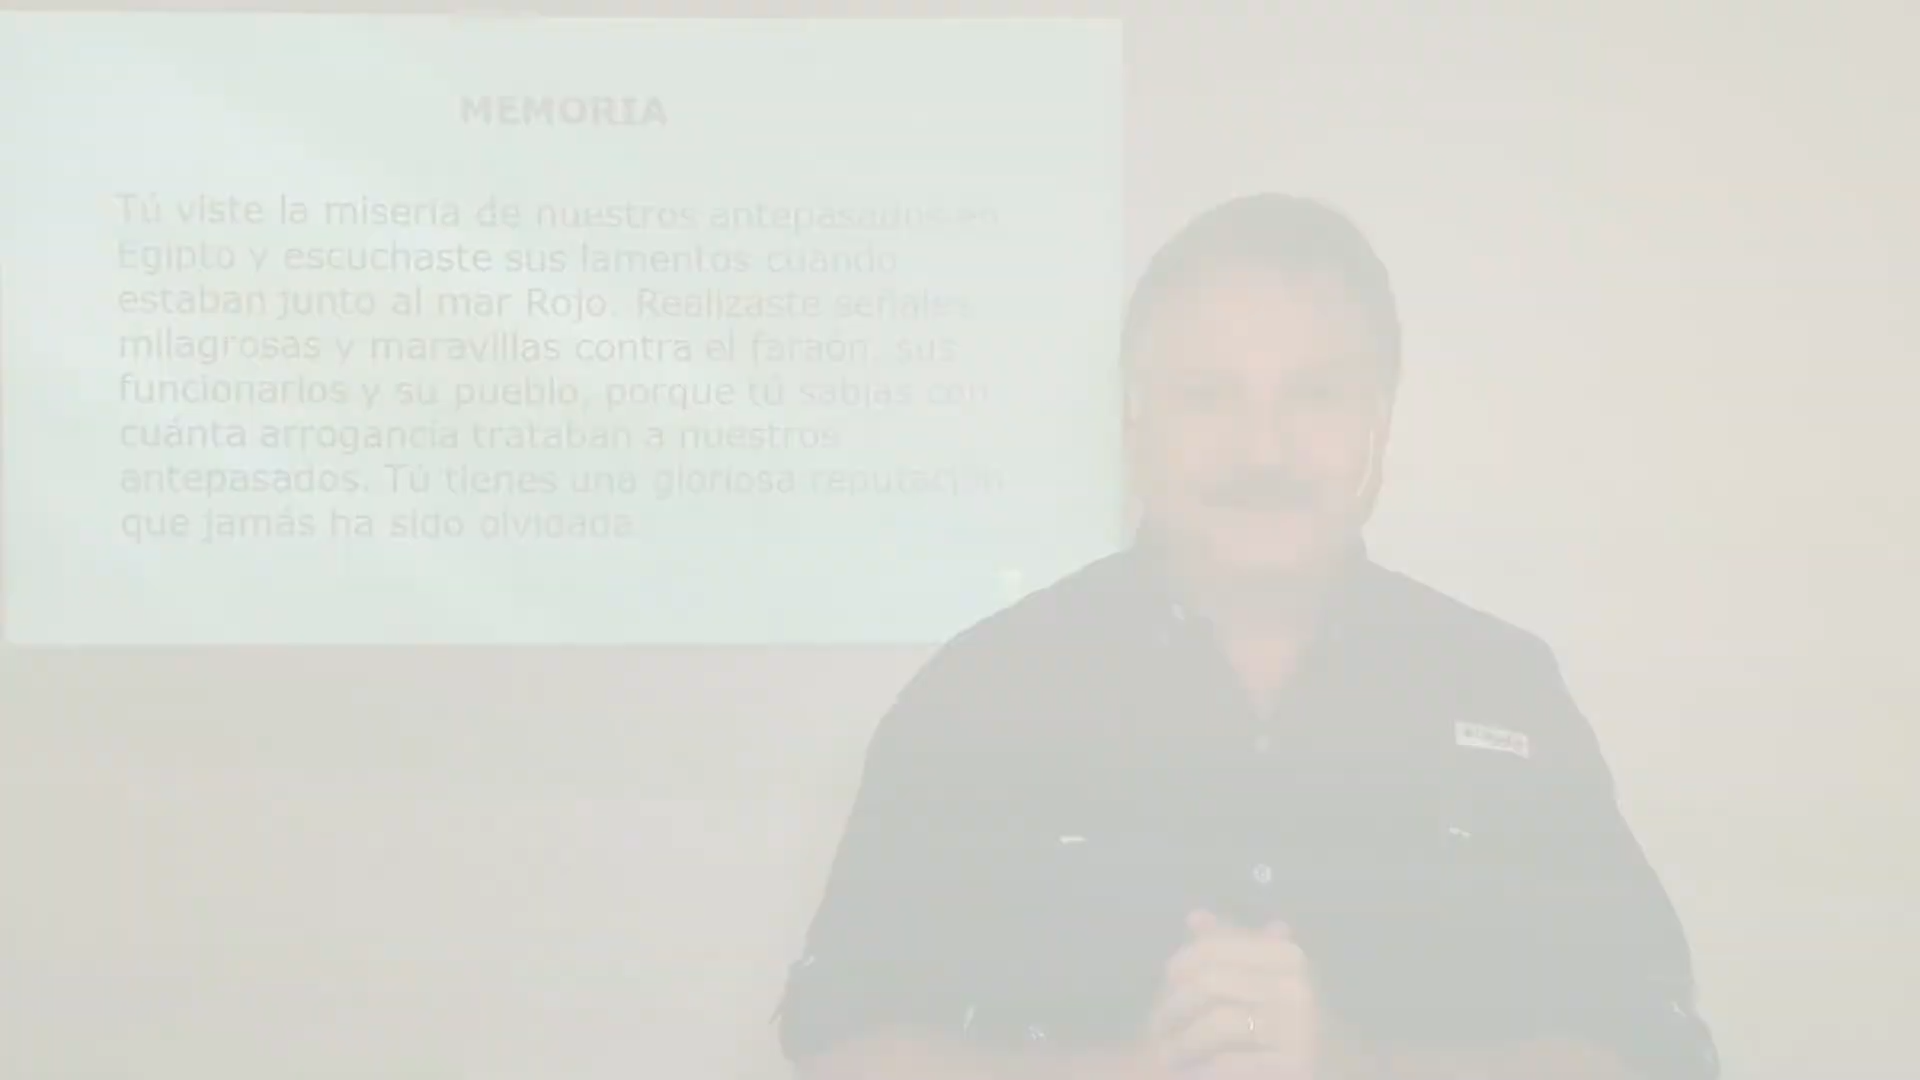 MEMORIA
Tú viste la miseria de nuestros antepasados en
Egipto y escuchaste sus lamentos cuando
estaban junto al mar Rojo. Realizaste señales
milagrosas y maravillas contra el faraón, sus
funcionarios y su pueblo, porque tú sabías con
cuánta arrogancia trataban a nuestros
antepasados. Tú tienes una gloriosa reputación
que jamás ha sido olvidada.